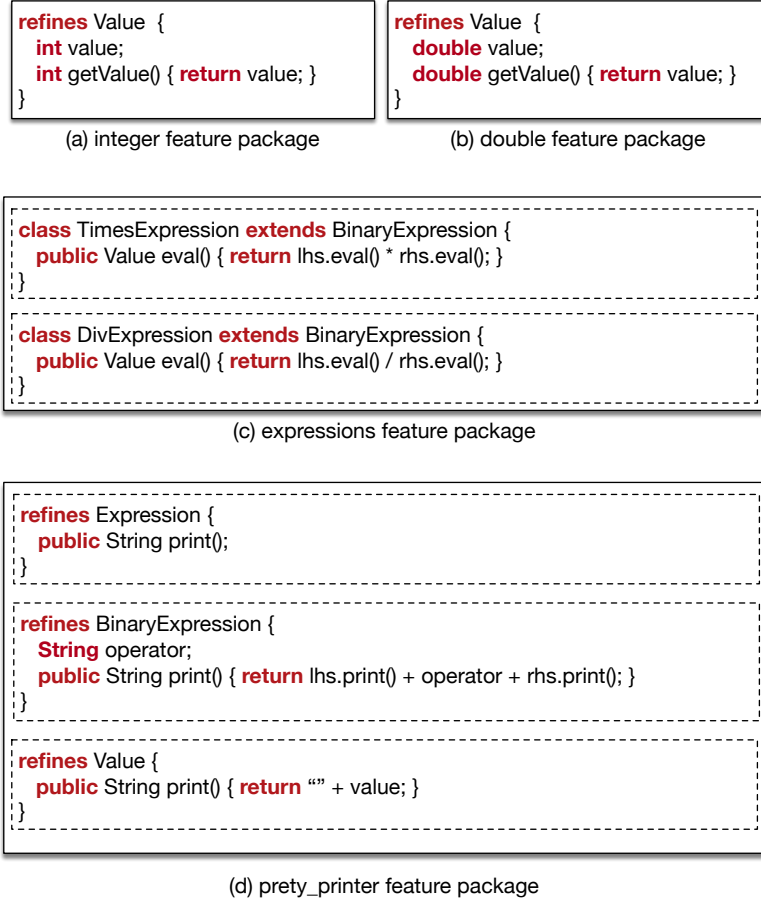 refines Value {
int value;
int getValue() { return value; }
}
(a) integer feature package
refines Value {
double value;
double getValue() { return value; }
}
(b) double feature package
class TimesExpression extends BinaryExpression {
public Value eval() { return lhs.eval() * rhs.eval(); }
}
class DivExpression extends BinaryExpression {
public Value eval() { return lhs.eval() / rhs.eval(); }
}
(c) expressions feature package
refines Expression {
public String print();
}
refines BinaryExpression {
String operator;
public String print() { return lhs.print() + operator + rhs.print(); }
}
refines Value {
public String print() { return “” + value; }
}
(d) prety_printer feature package